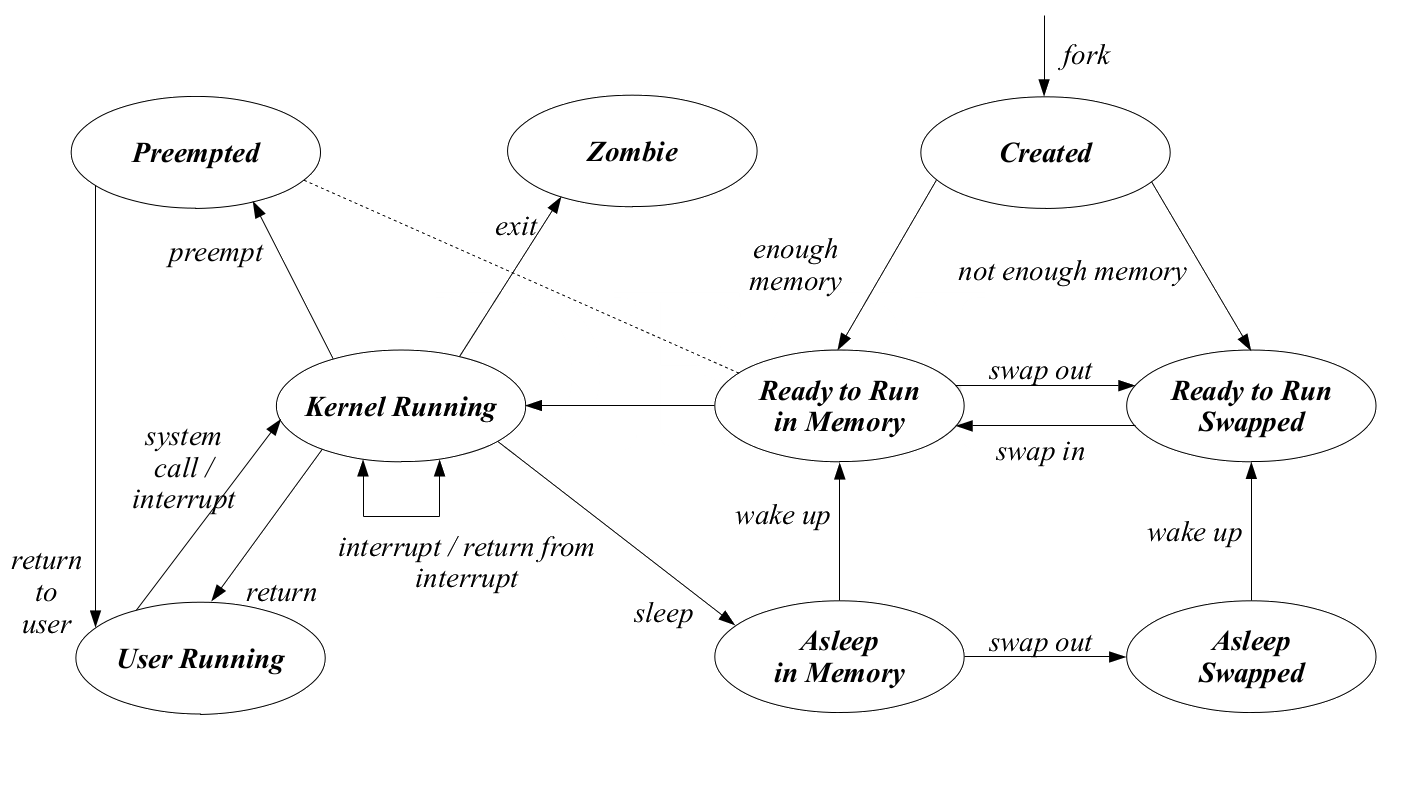 fork
Preempted
Zombie
Created
preempt
exit
enough
memory
not enough memory
Kernel Running
Ready to Run
in Memory
swap out
swap in
Ready to Run
Swapped
system
call /
interrupt
interrupt / return from
interrupt
wake up
wake up
return
to
user
return
sleep
User Running
Asleep
in Memory
swap out
Asleep
Swapped